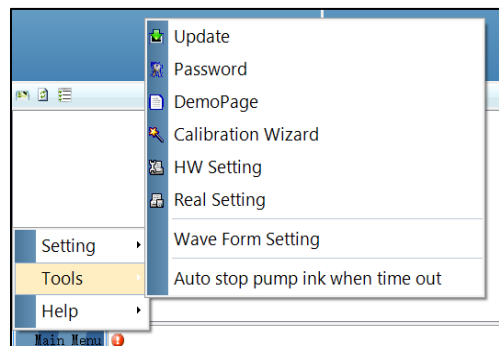 Update
Password
DemoPage
Calibration Wizard
HW Setting
Real Setting
Wave Form Setting
Auto stop pump ink when time out
Setting
Tools
Help
Main Menu